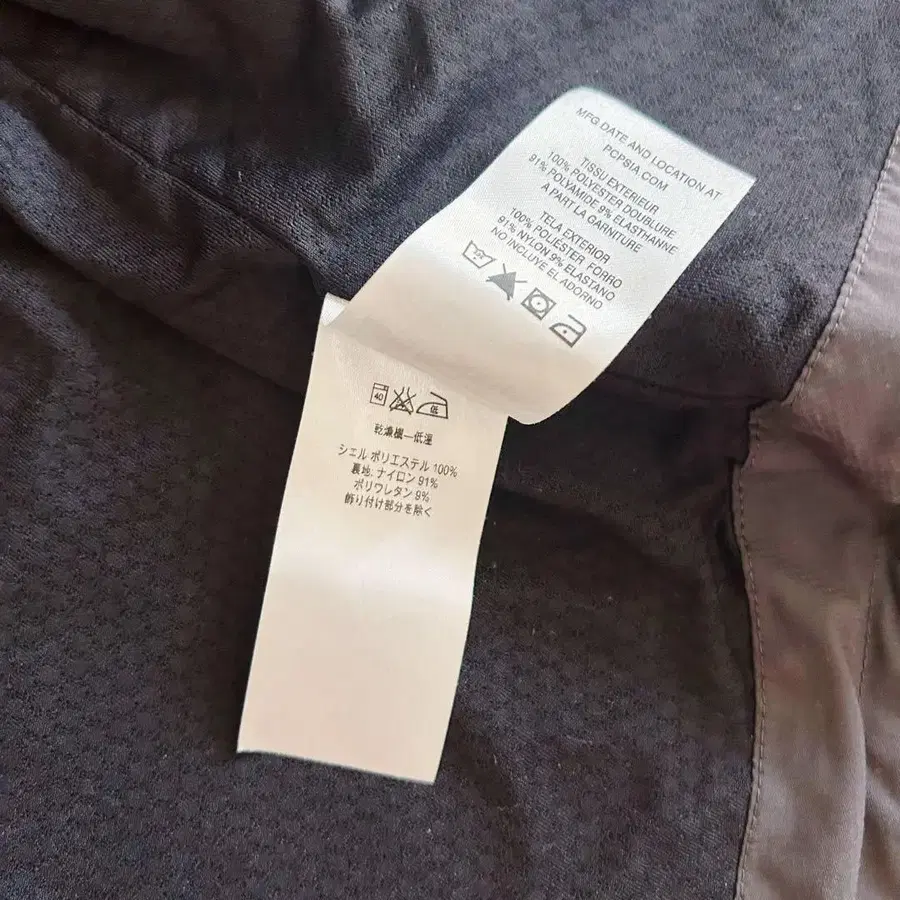 MFG.DATE AND LOCATION AT
PCPSIA.COM
TISSU EXTERIEUR
100% POLYESTER DOUBLURE
91% POLYAMIDE 9% ELASTHANNE
A PART LA GARNITURE
TELA EXTERIOR
100% POLIÉSTER FORRO
91% NYLON 9% ELASTANO
NO INCLUYE EL ADORNO
40
低
乾燥機—低温
シェル ポリエステル 100%
裏地: ナイロン 91%
ポリウレタン 9%
飾り付け部分を除く